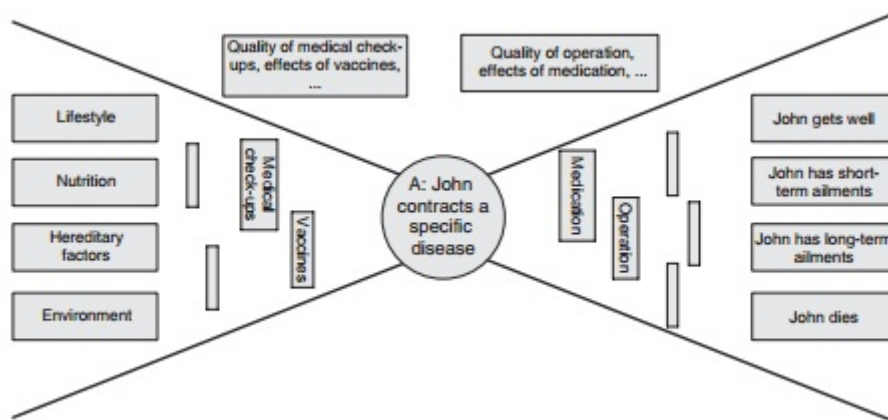 Quality of medical check-
ups, effects of vaccines,
...
Quality of operation,
effects of medication, ...
Lifestyle
Nutrition
Hereditary
factors
Environment
Medical
check-ups
Vaccines
A: John
contracts a
specific
disease
Medication
Operation
John gets well
John has short-
term ailments
John has long-term
ailments
John dies